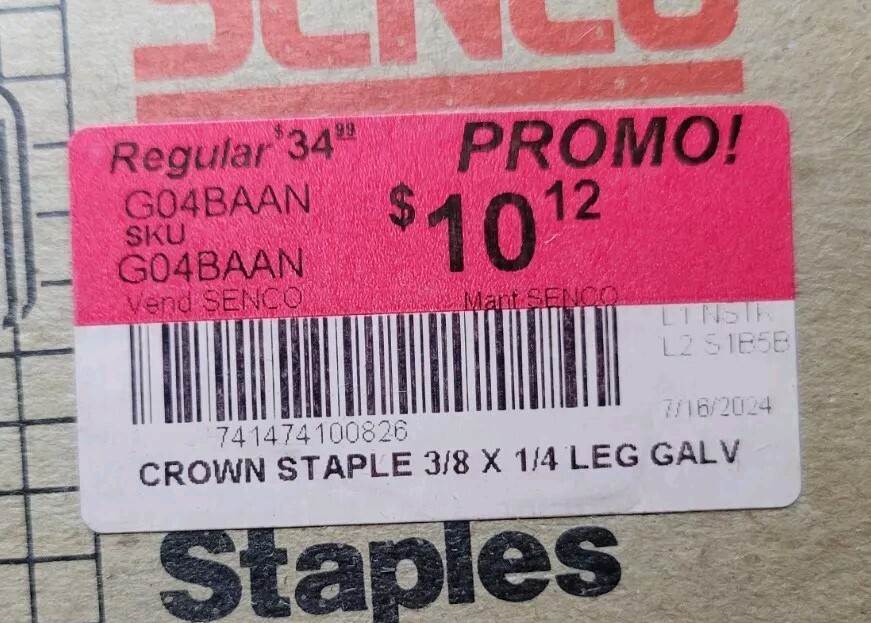 SENCO
Regular $34.99 PROMO!
G04BAAN $10.12
SKU
G04BAAN
Vend SENCO Manf SENCO
L1 NSTK
L2 S1B5B
7/16/2024
741474100826
CROWN STAPLE 3/8 X 1/4 LEG GALV
Staples